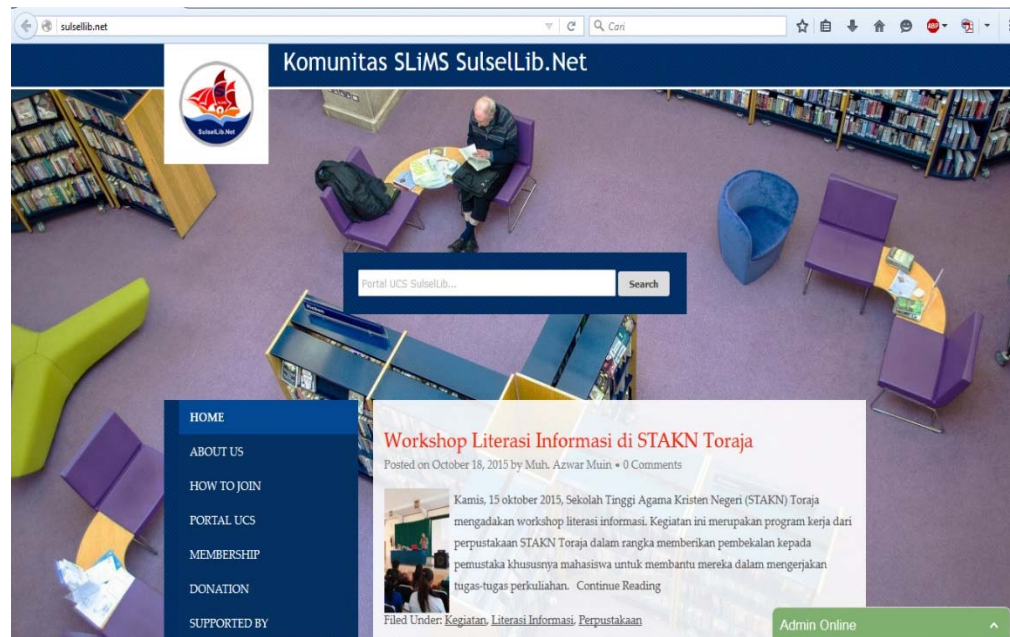 sulsellib.net
Cari
ABP
Komunitas SLiMS SulselLib.Net
SulselLib.Net
Portal UCS SulselLib...
Search
HOME
ABOUT US
HOW TO JOIN
PORTAL UCS
MEMBERSHIP
DONATION
SUPPORTED BY
Workshop Literasi Informasi di STAKN Toraja
Posted on October 18, 2015 by Muh. Azwar Muin • 0 Comments
Kamis, 15 oktober 2015, Sekolah Tinggi Agama Kristen Negeri (STAKN) Toraja
mengadakan workshop literasi informasi. Kegiatan ini merupakan program kerja dari
perpustakaan STAKN Toraja dalam rangka memberikan pembekalan kepada
pemustaka khususnya mahasiswa untuk membantu mereka dalam mengerjakan
tugas-tugas perkuliahan. Continue Reading
Filed Under: Kegiatan, Literasi Informasi, Perpustakaan
Admin Online